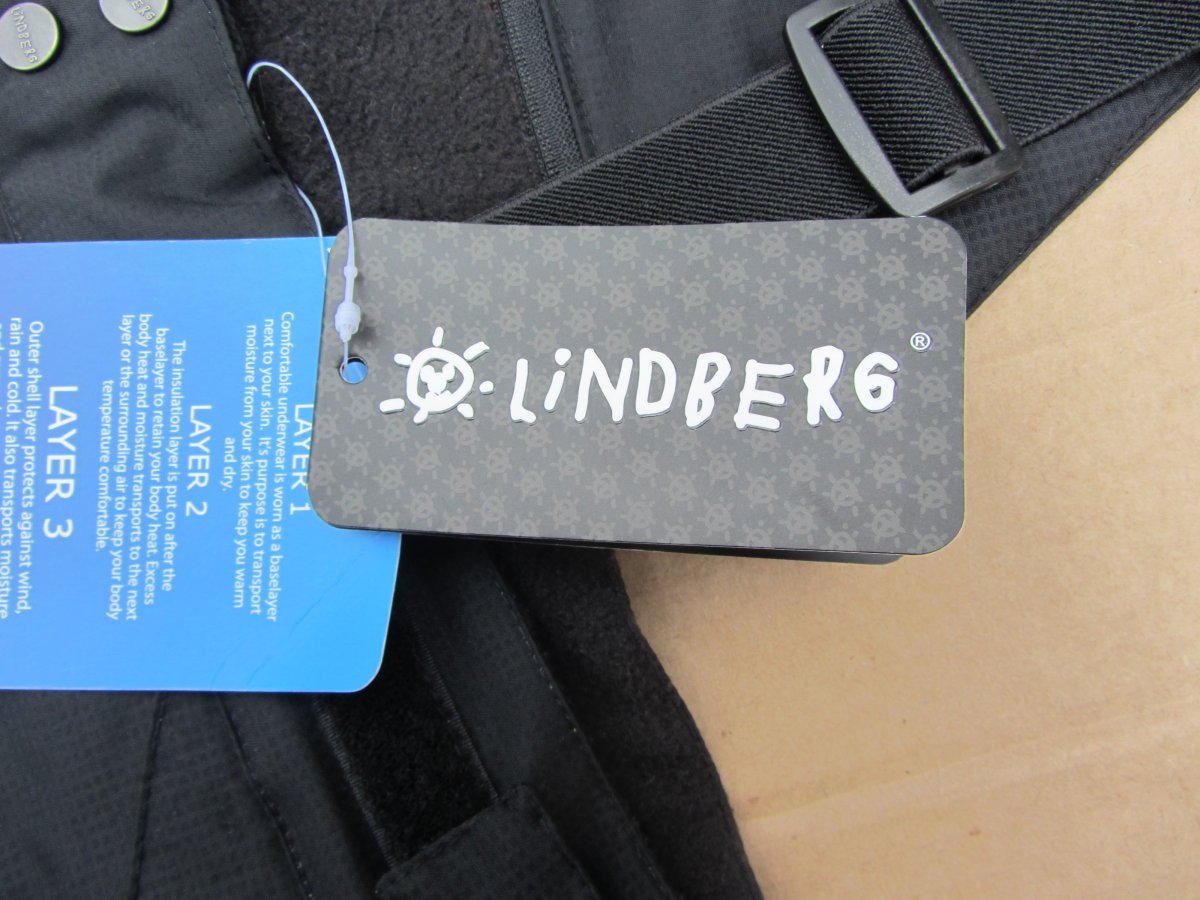 LINDBERG
LINDBERG
LiNDBERG®
LAYER 1
Comfortable underwear is worn as a baselayer
next to your skin. It's purpose is to transport
moisture from your skin to keep you warm
and dry.
LAYER 2
The insulation layer is put on after the
baselayer to retain your body heat. Excess
body heat and moisture transports to the next
layer or the surrounding air to keep your body
temperature comfortable.
LAYER 3
Outer shell layer protects against wind,
rain and cold. It also transports moisture